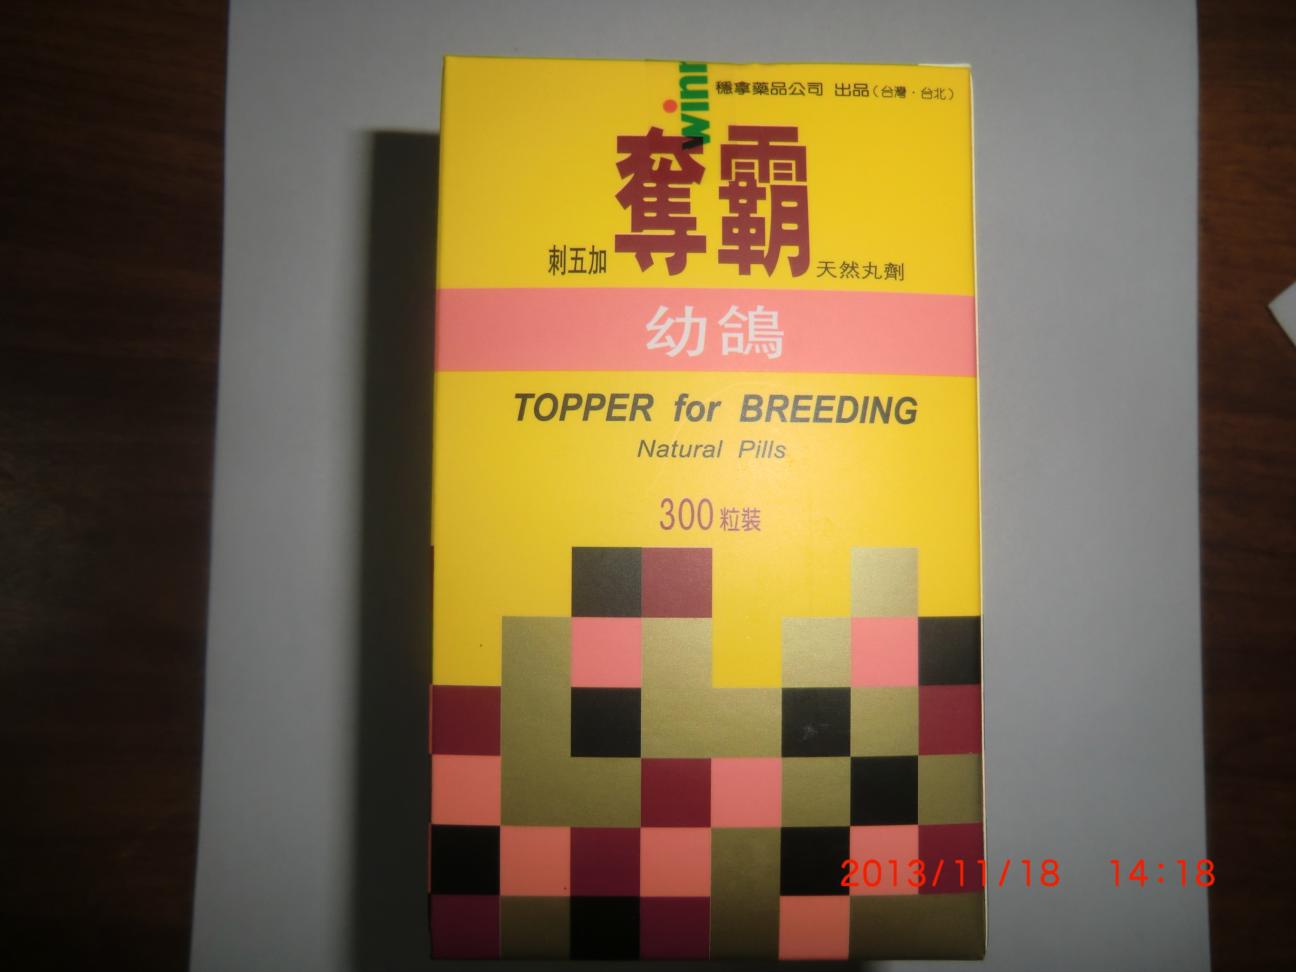 winn
穩拿藥品公司 出品(台灣・台北)
刺五加 奪霸 天然丸劑
幼鴿
TOPPER for BREEDING
Natural Pills
300粒裝
2013/11/18 14:18